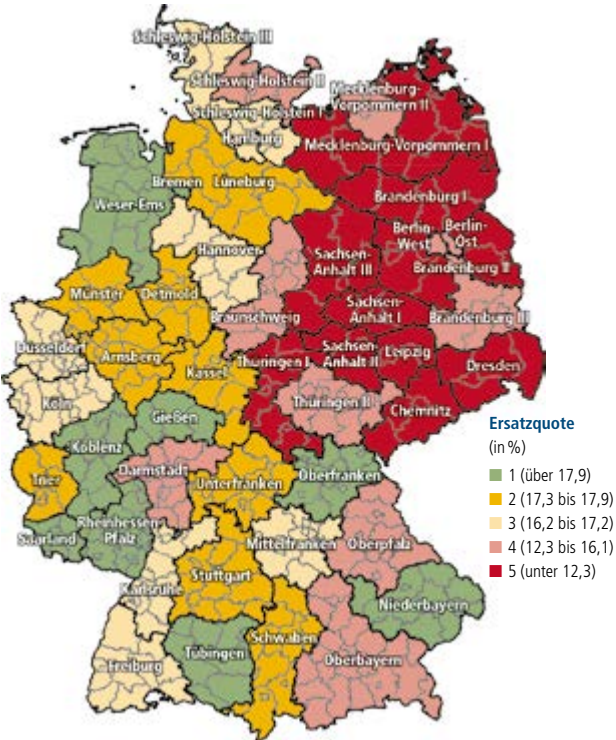 Schleswig-Holstein III
Schleswig-Holstein II
Mecklenburg-
Vorpommern II
Schleswig-Holstein I
Hamburg
Mecklenburg-Vorpommern I
Bremen
Lüneburg
Brandenburg I
Weser-Ems
Berlin-
West
Berlin-
Ost
Hannover
Sachsen-
Anhalt III
Brandenburg II
Münster
Detmold
Sachsen-
Anhalt I
Braunschweig
Brandenburg III
Düsseldorf
Arnsberg
Sachsen-
Anhalt II
Leipzig
Thüringen I
Kassel
Dresden
Köln
Thüringen II
Chemnitz
Gießen
Koblenz
Darmstadt
Oberfranken
Trier
Unterfranken
Rheinhessen-
Pfalz
Saarland
Mittelfranken
Oberpfalz
Stuttgart
Karlsruhe
Niederbayern
Schwaben
Tübingen
Oberbayern
Freiburg
Ersatzquote
(in %)
1 (über 17,9)
2 (17,3 bis 17,9)
3 (16,2 bis 17,2)
4 (12,3 bis 16,1)
5 (unter 12,3)